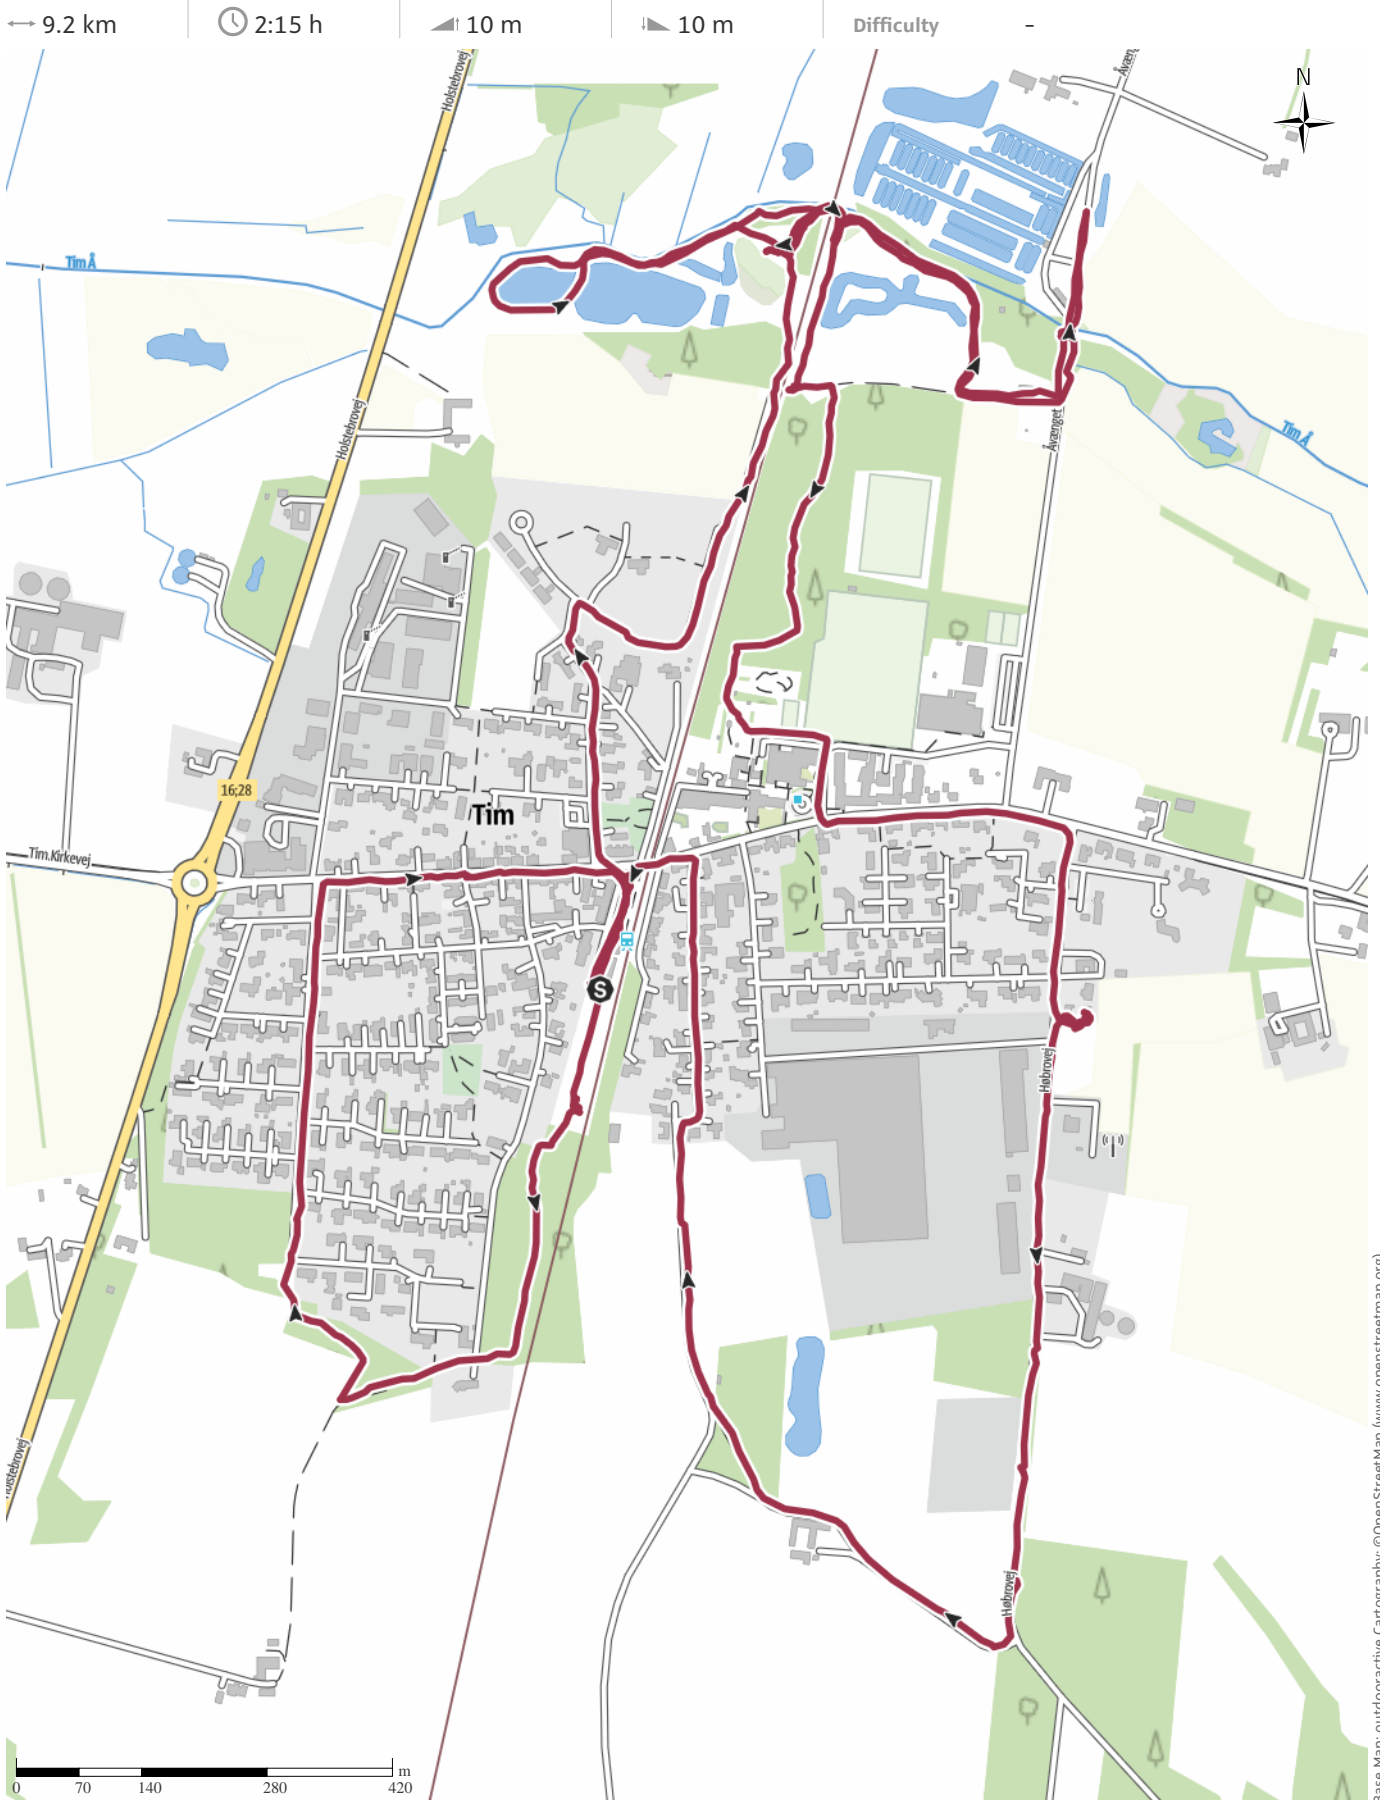 9.2 km
2:15 h
10 m
10 m
Difficulty
-
Holstebrovej
Åvænget
N
Tim Å
Holstebrovej
Åvænget
Tim Å
16;28
Tim
Tim Kirkevej
S
Høbrovej
Holstebrovej
Høbrovej
m
0 70 140 280 420
Base Map: outdooractive Cartography; ©OpenStreetMap (www.openstreetmap.org)